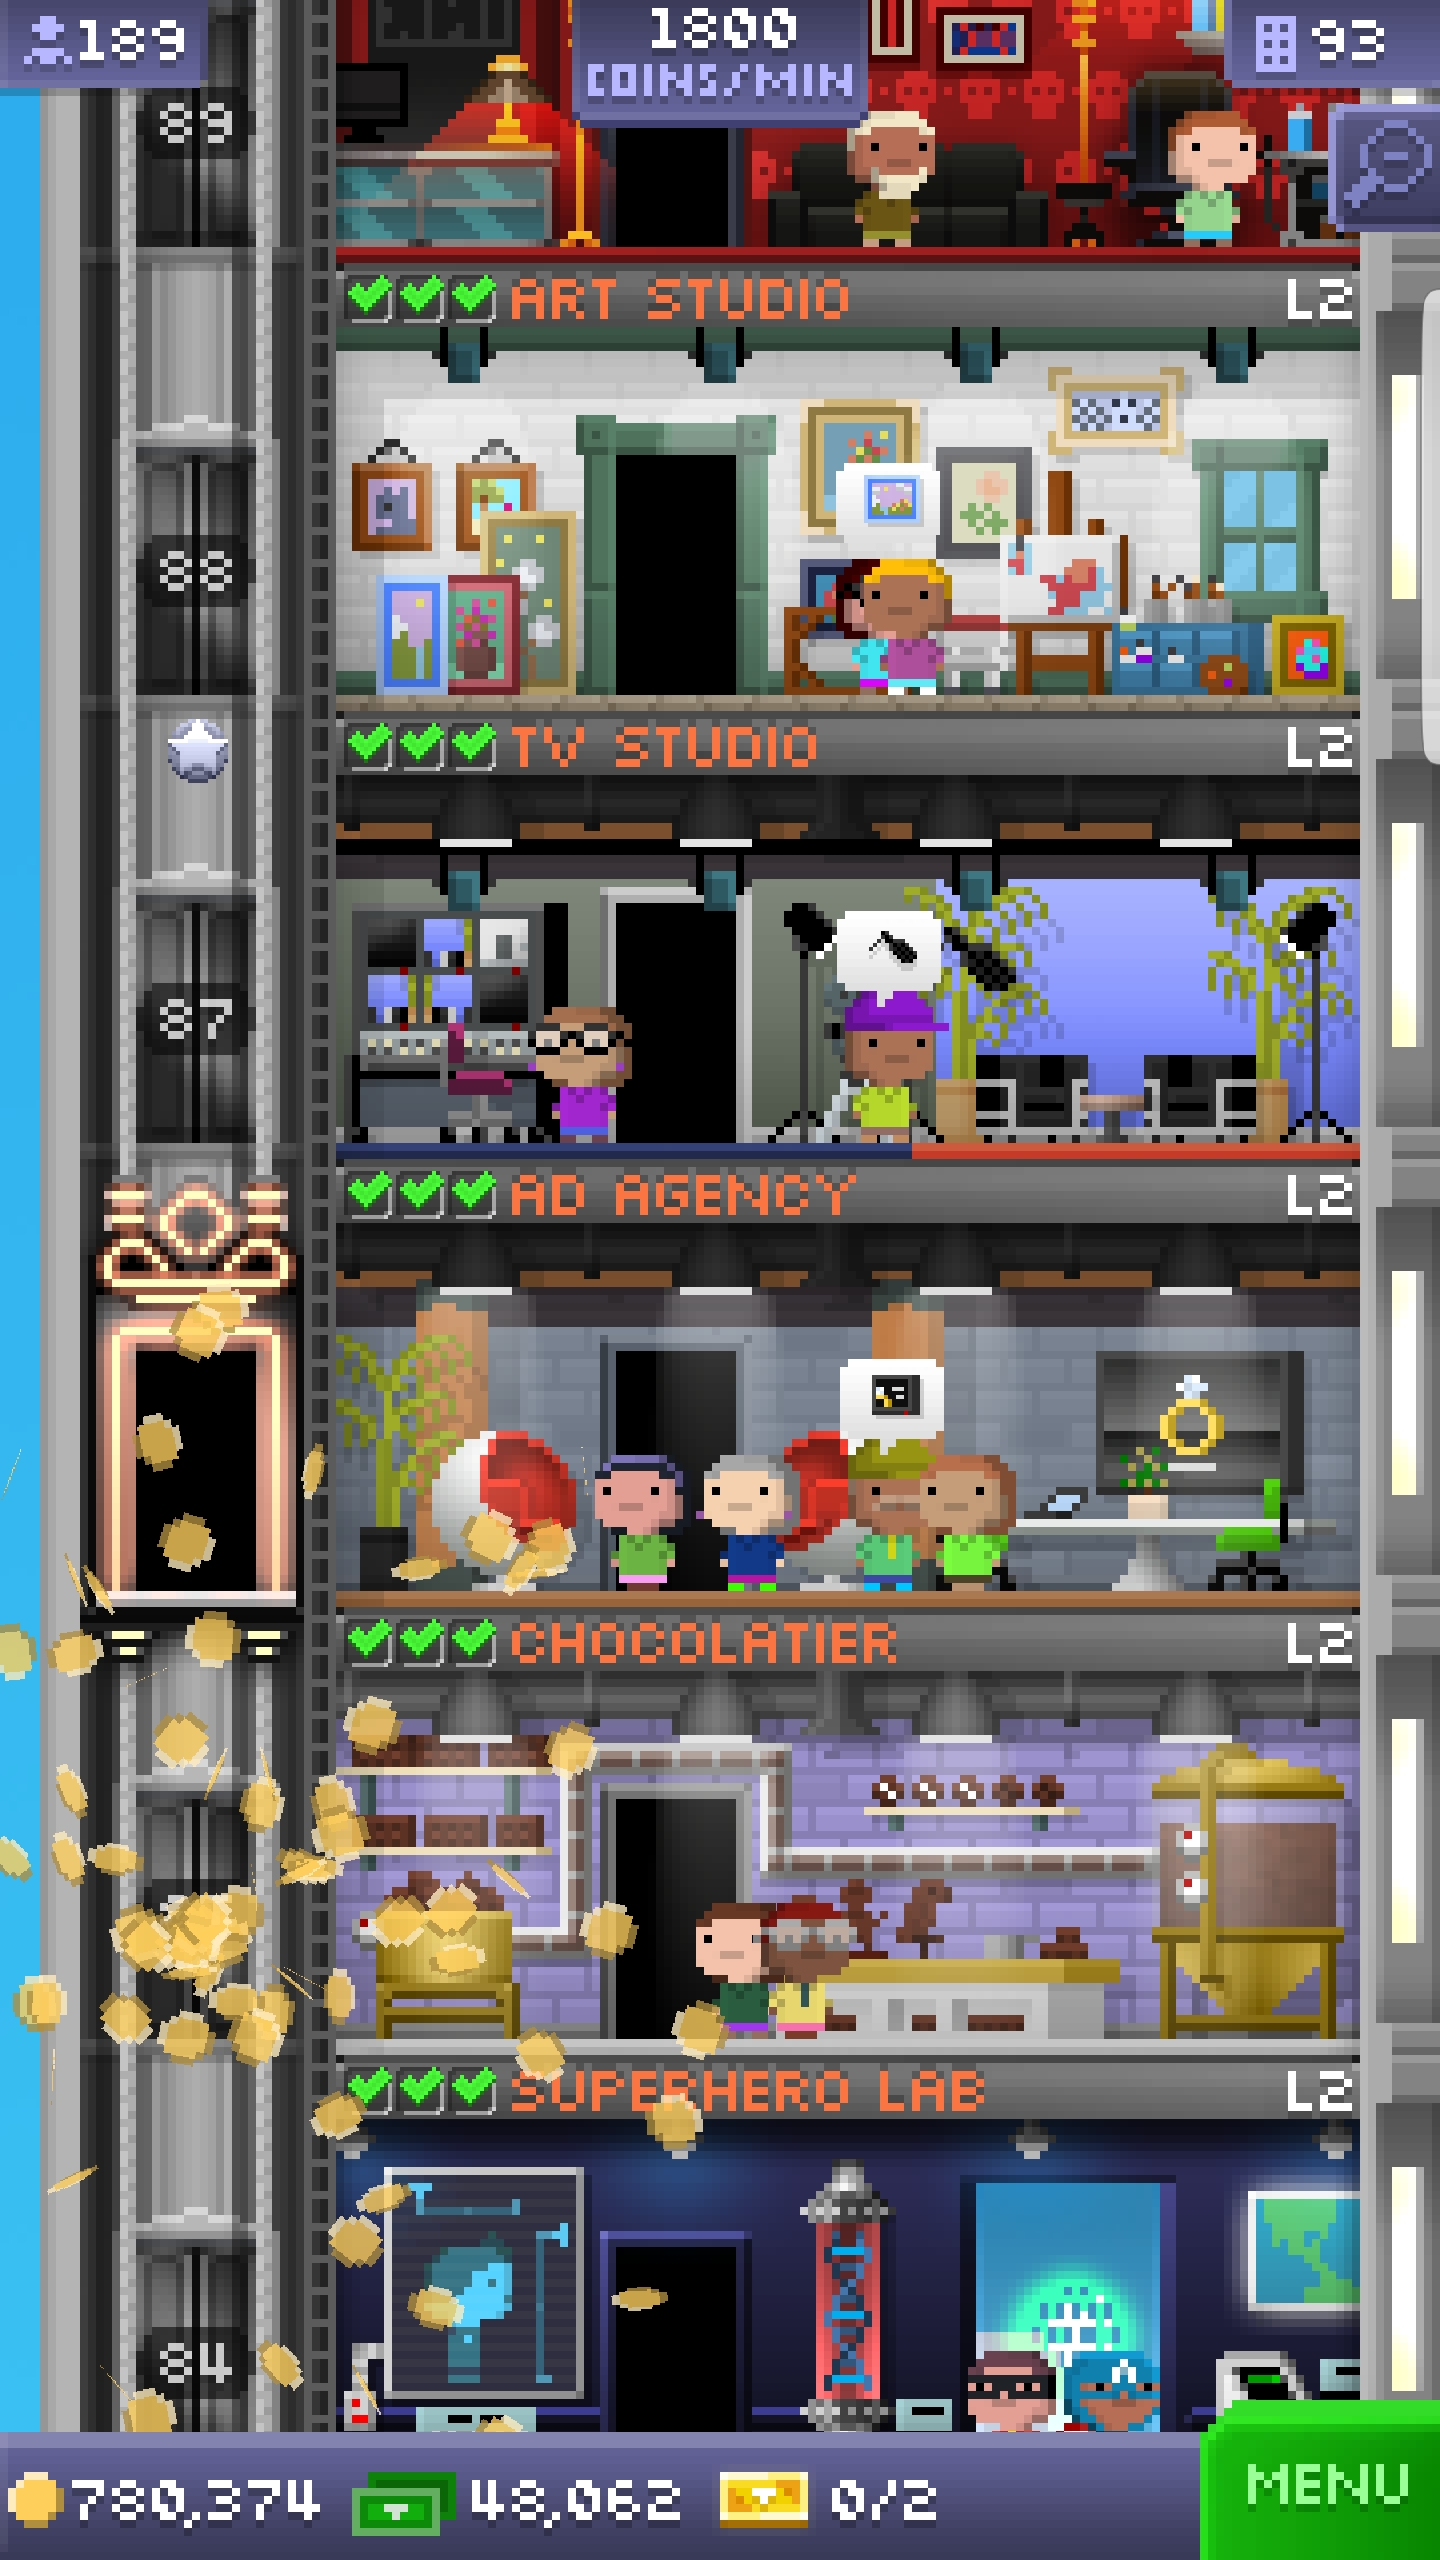 189
1800
COINS/MIN
93
89
ART STUDIO L2
88
TV STUDIO L2
87
AD AGENCY L2
CHOCOLATIER L2
SUPERHERO LAB L2
84
780,374 48,062 0/2
MENU